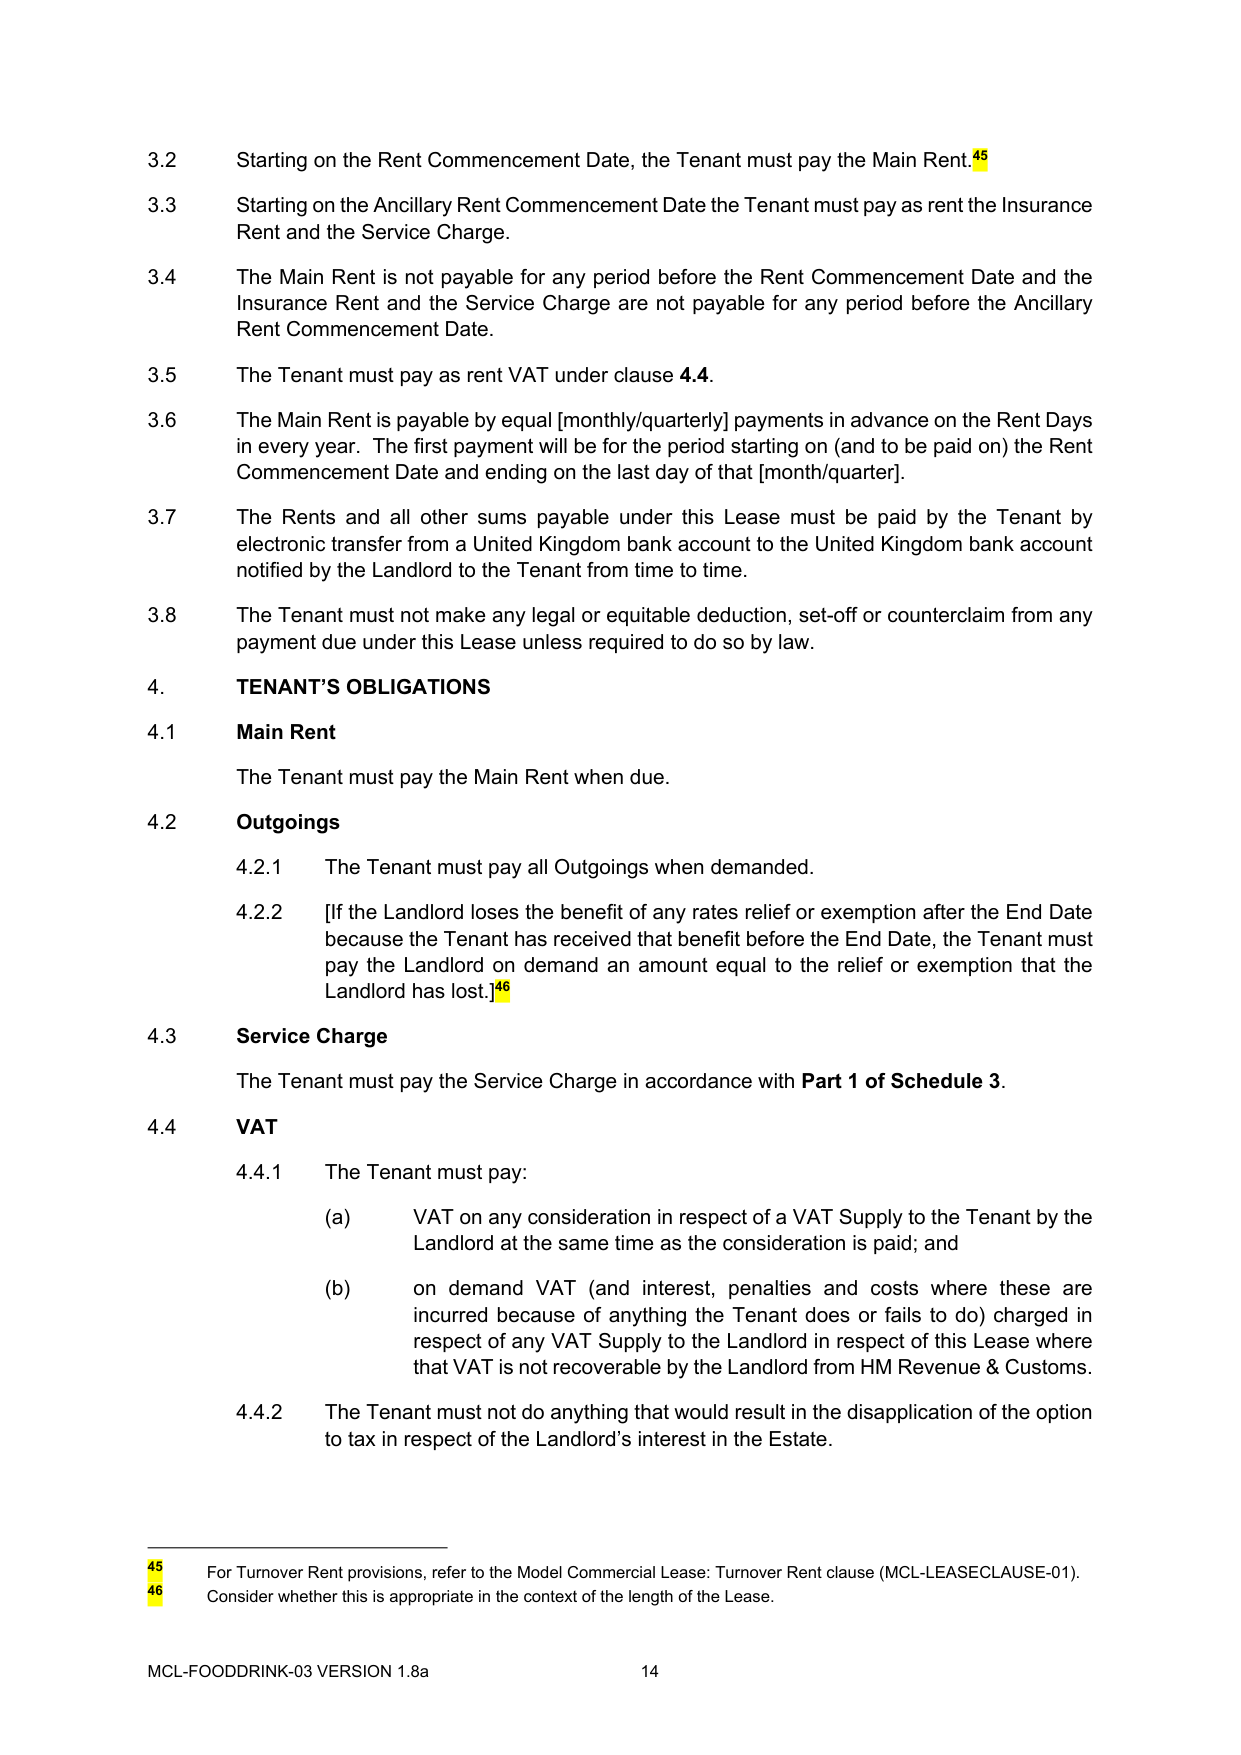 3.2 Starting on the Rent Commencement Date, the Tenant must pay the Main Rent.45
3.3 Starting on the Ancillary Rent Commencement Date the Tenant must pay as rent the Insurance
Rent and the Service Charge.
3.4 The Main Rent is not payable for any period before the Rent Commencement Date and the
Insurance Rent and the Service Charge are not payable for any period before the Ancillary
Rent Commencement Date.
3.5 The Tenant must pay as rent VAT under clause 4.4.
3.6 The Main Rent is payable by equal [monthly/quarterly] payments in advance on the Rent Days
in every year. The first payment will be for the period starting on (and to be paid on) the Rent
Commencement Date and ending on the last day of that [month/quarter].
3.7 The Rents and all other sums payable under this Lease must be paid by the Tenant by
electronic transfer from a United Kingdom bank account to the United Kingdom bank account
notified by the Landlord to the Tenant from time to time.
3.8 The Tenant must not make any legal or equitable deduction, set-off or counterclaim from any
payment due under this Lease unless required to do so by law.
4. TENANT’S OBLIGATIONS
4.1 Main Rent
The Tenant must pay the Main Rent when due.
4.2 Outgoings
4.2.1 The Tenant must pay all Outgoings when demanded.
4.2.2 [If the Landlord loses the benefit of any rates relief or exemption after the End Date
because the Tenant has received that benefit before the End Date, the Tenant must
pay the Landlord on demand an amount equal to the relief or exemption that the
Landlord has lost.]46
4.3 Service Charge
The Tenant must pay the Service Charge in accordance with Part 1 of Schedule 3.
4.4 VAT
4.4.1 The Tenant must pay:
(a) VAT on any consideration in respect of a VAT Supply to the Tenant by the
Landlord at the same time as the consideration is paid; and
(b) on demand VAT (and interest, penalties and costs where these are
incurred because of anything the Tenant does or fails to do) charged in
respect of any VAT Supply to the Landlord in respect of this Lease where
that VAT is not recoverable by the Landlord from HM Revenue & Customs.
4.4.2 The Tenant must not do anything that would result in the disapplication of the option
to tax in respect of the Landlord’s interest in the Estate.
45 For Turnover Rent provisions, refer to the Model Commercial Lease: Turnover Rent clause (MCL-LEASECLAUSE-01).
46 Consider whether this is appropriate in the context of the length of the Lease.
MCL-FOODDRINK-03 VERSION 1.8a 14